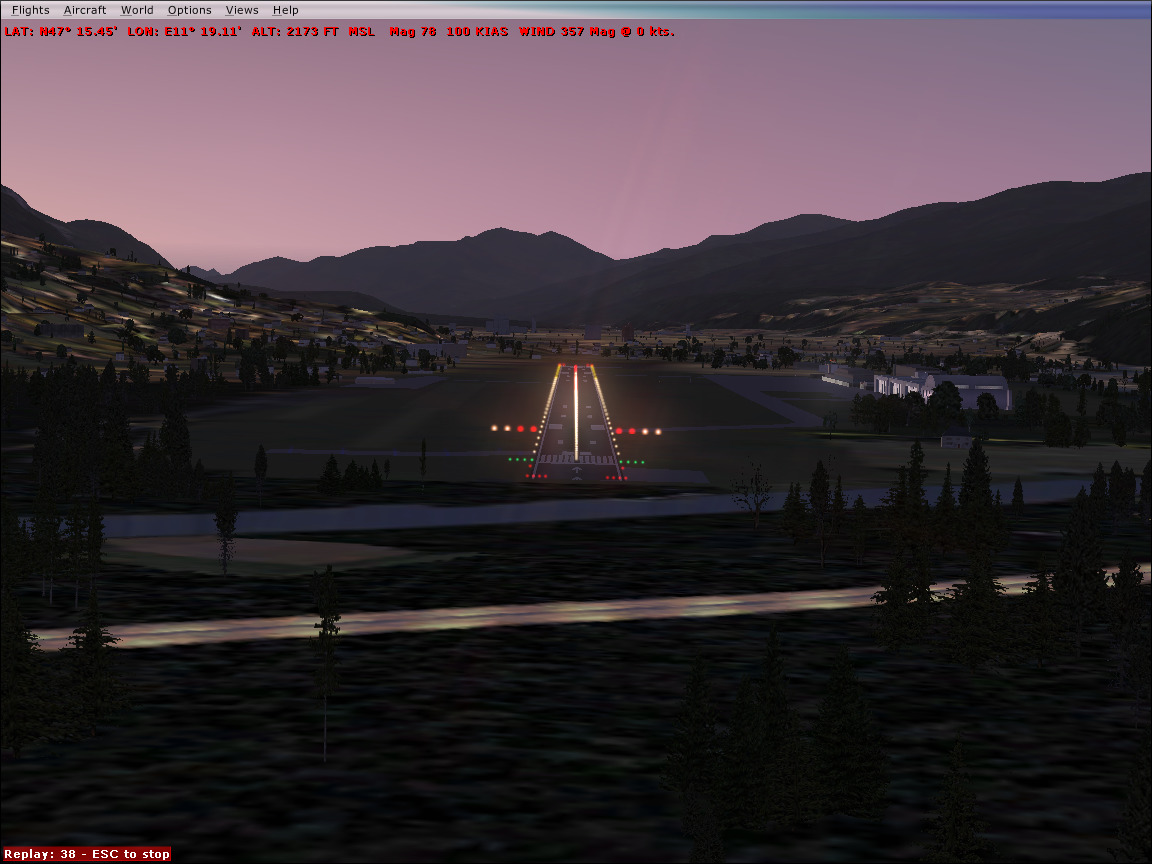 Flights Aircraft World Options Views Help
LAT: N47° 15.45' LON: E11° 19.11' ALT: 2173 FT MSL Mag 78 100 KIAS WIND 357 Mag @ 0 kts.
Replay: 38 - ESC to stop